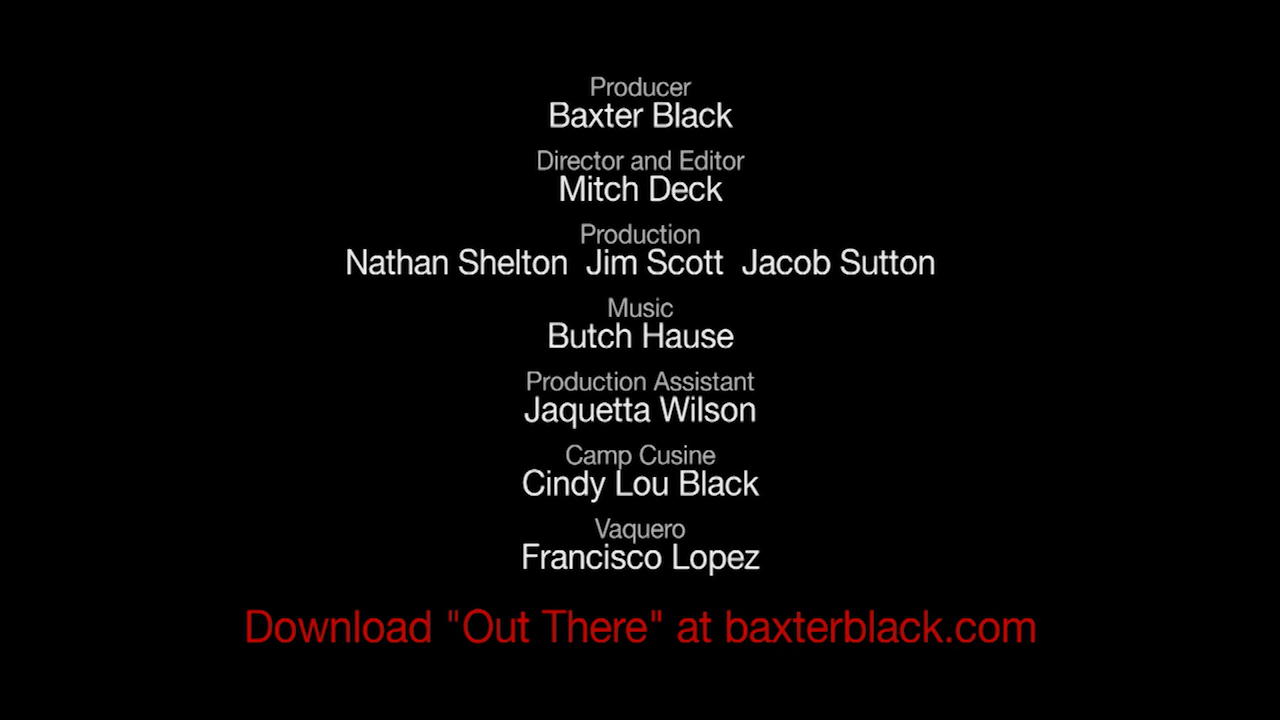 Producer
Baxter Black
Director and Editor
Mitch Deck
Production
Nathan Shelton  Jim Scott  Jacob Sutton
Music
Butch Hause
Production Assistant
Jaquetta Wilson
Camp Cusine
Cindy Lou Black
Vaquero
Francisco Lopez
Download "Out There" at baxterblack.com